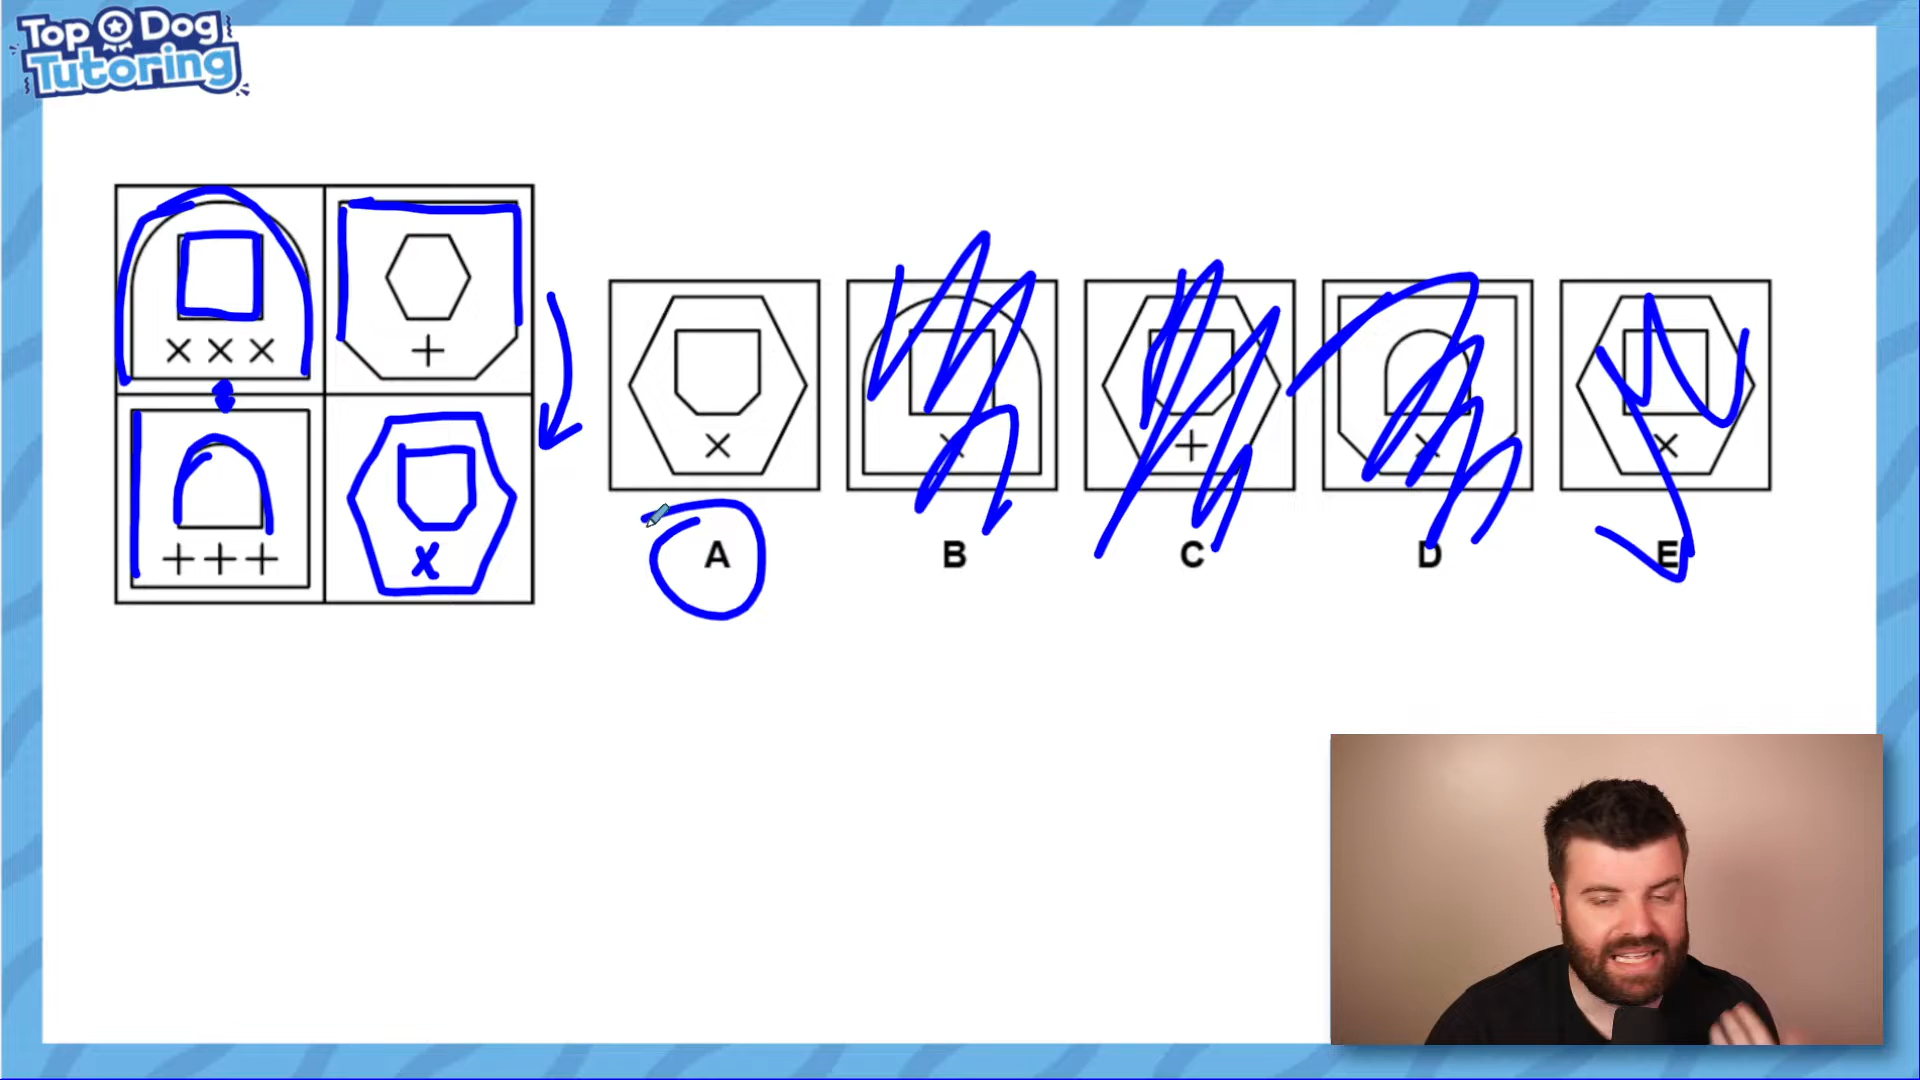 Top Dog
Tutoring
× × ×
+
+ + +
X
×
×
+
×
×
A
B
C
D
E